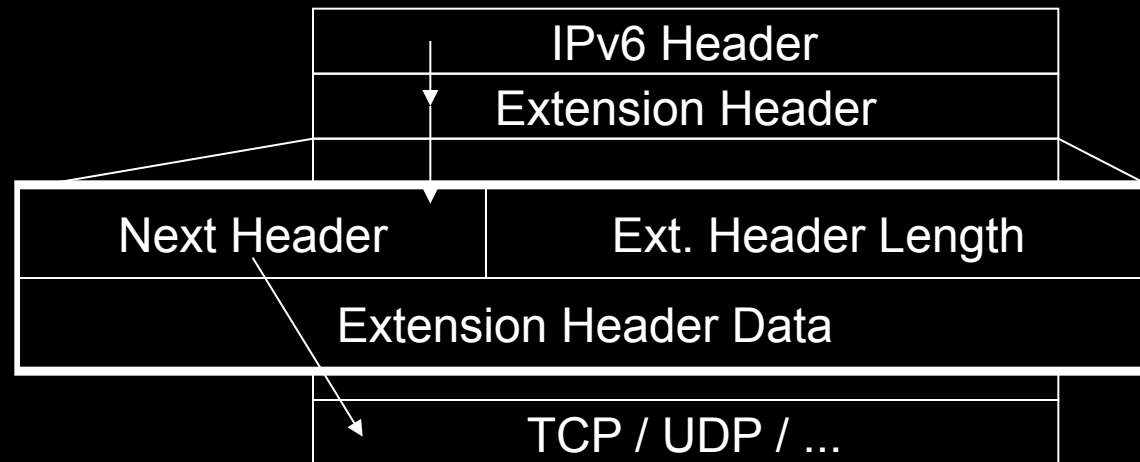 IPv6 Header
Extension Header
Next Header
Ext. Header Length
Extension Header Data
TCP / UDP / ...